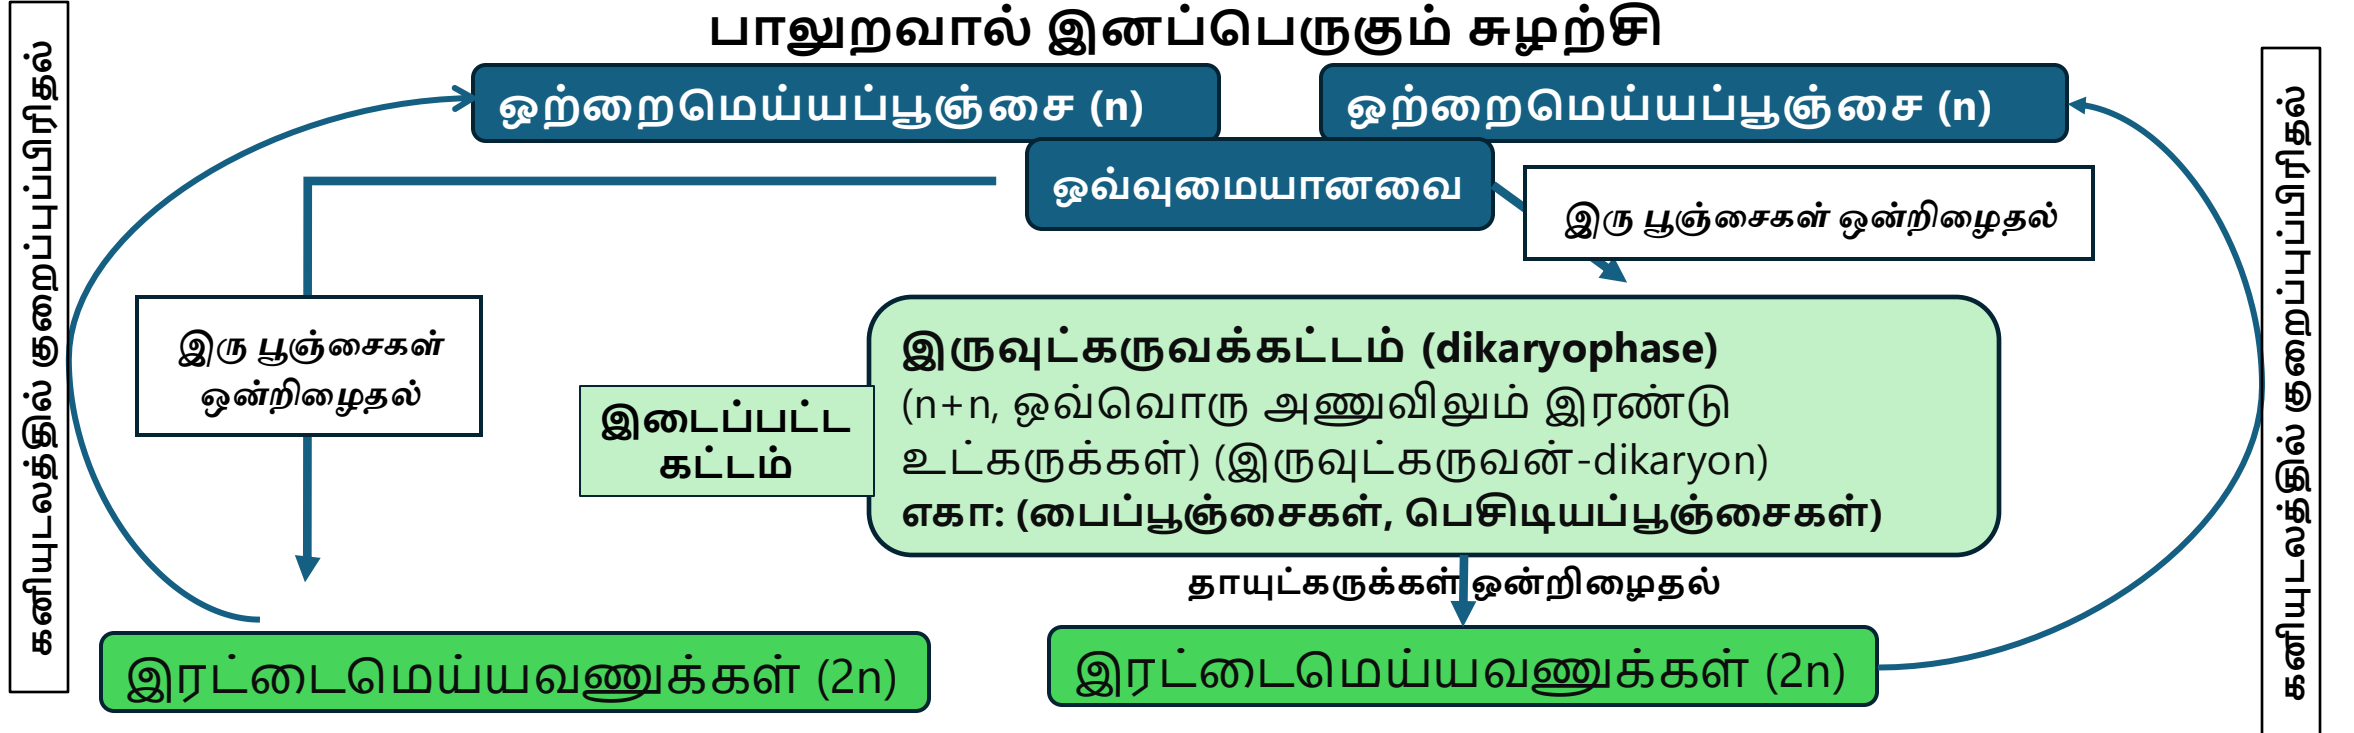 பாலுறவால் இனப்பெருகும் சுழற்சி
ஒற்றைமெய்யப்பூஞ்சை (n)
ஒற்றைமெய்யப்பூஞ்சை (n)
ஒவ்வுமையானவை
இரு பூஞ்சைகள் ஒன்றிழைதல்
இரு பூஞ்சைகள்
ஒன்றிழைதல்
இடைப்பட்ட
கட்டம்
இருவுட்கருவக்கட்டம் (dikaryophase)
(n+n, ஒவ்வொரு அணுவிலும் இரண்டு
உட்கருக்கள்) (இருவுட்கருவன்-dikaryon)
எகா: (பைப்பூஞ்சைகள், பெசிடியப்பூஞ்சைகள்)
தாயுட்கருக்கள் ஒன்றிழைதல்
இரட்டைமெய்யவணுக்கள் (2n)
இரட்டைமெய்யவணுக்கள் (2n)
கனியுடலத்தில் குறைப்புப்பிரிதல்
கனியுடலத்தில் குறைப்புப்பிரிதல்